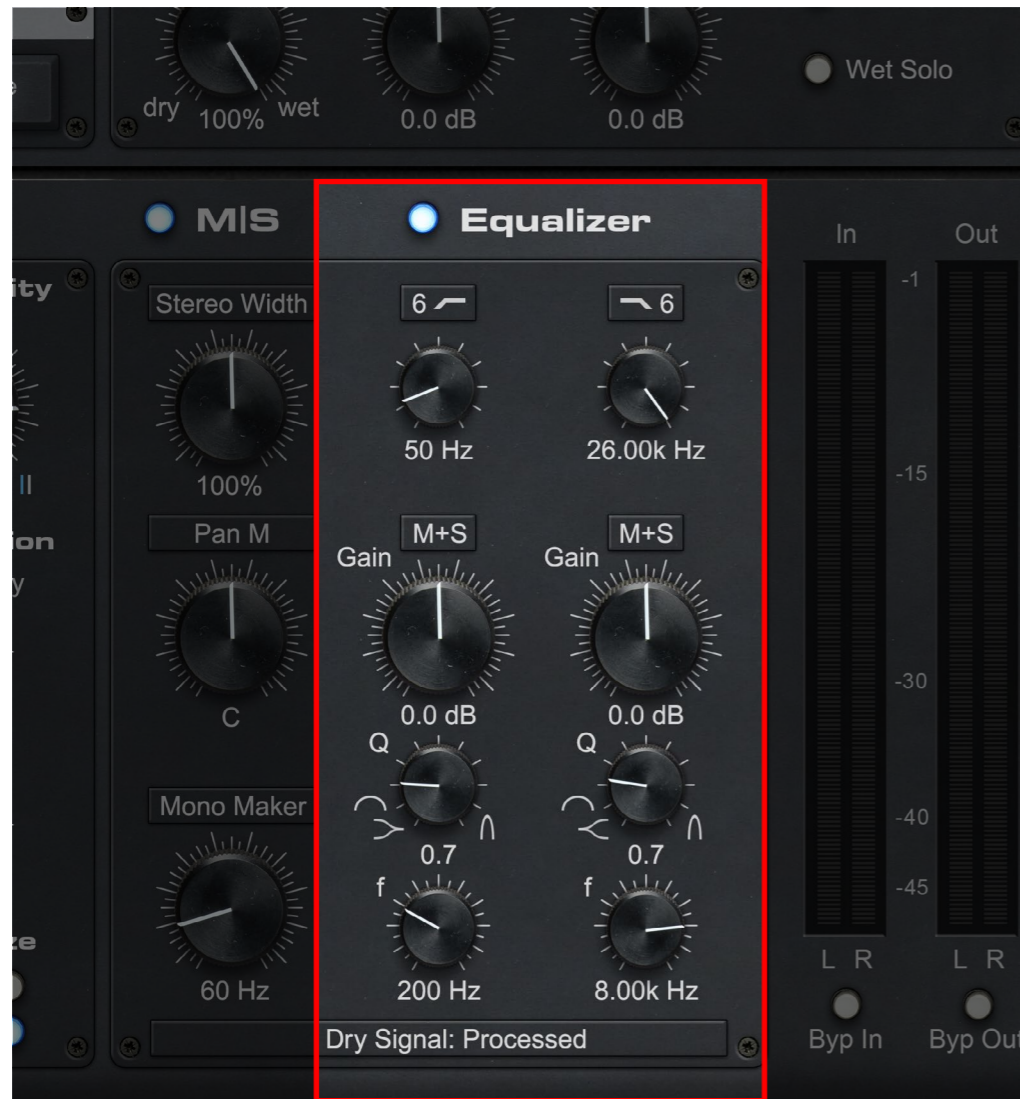 dry 100% wet
0.0 dB
0.0 dB
Wet Solo
M|S
Equalizer
In
Out
Stereo Width
6
6
-1
50 Hz
26.00k Hz
-15
100%
II
Pan M
M+S
M+S
Gain
Gain
-30
C
0.0 dB
0.0 dB
Q
Q
Mono Maker
-40
0.7
0.7
f
f
-45
60 Hz
200 Hz
8.00k Hz
L R
L R
Dry Signal: Processed
Byp In
Byp Out